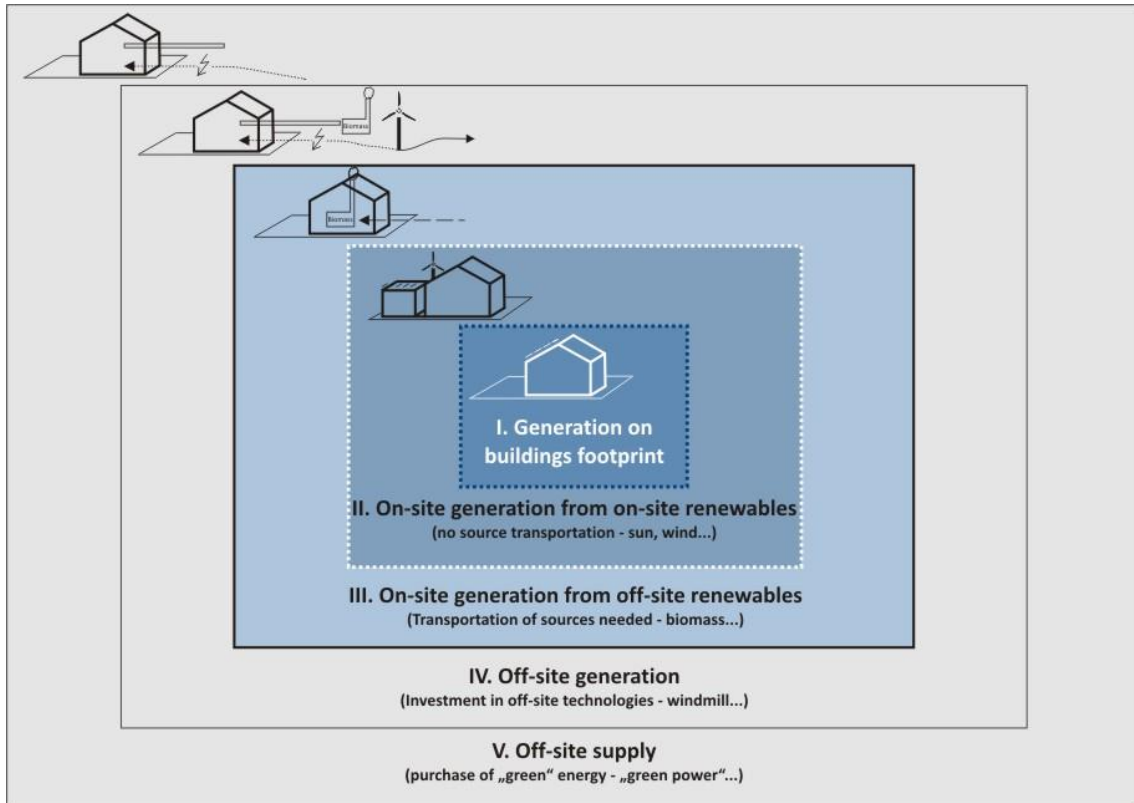 Biomass
Biomass
I. Generation on
buildings footprint
II. On-site generation from on-site renewables
(no source transportation - sun, wind...)
III. On-site generation from off-site renewables
(Transportation of sources needed - biomass...)
IV. Off-site generation
(Investment in off-site technologies - windmill...)
V. Off-site supply
(purchase of „green“ energy - „green power“...)